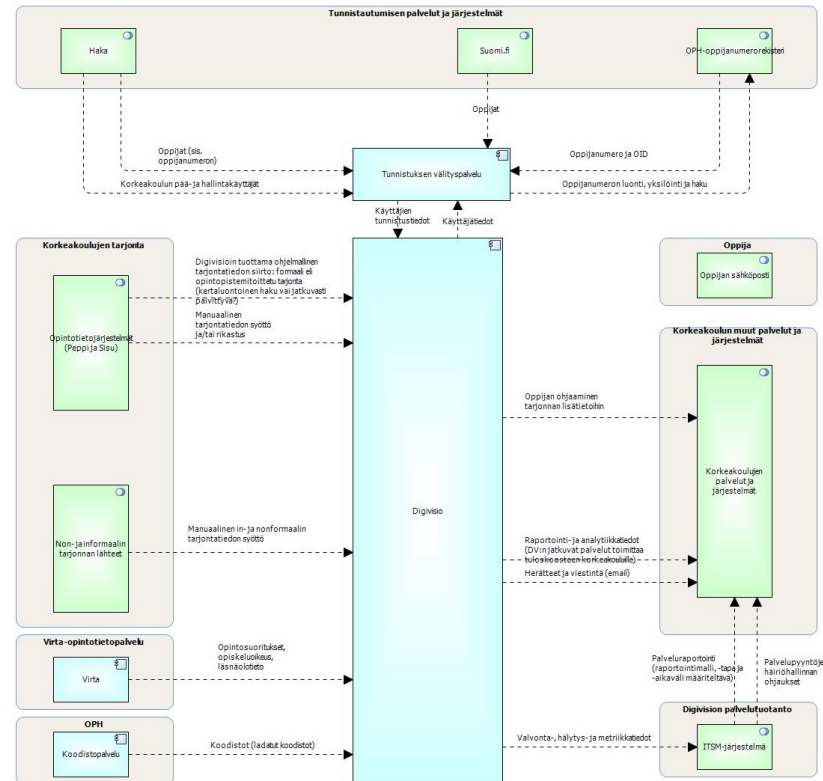 Tunnistautumisen palvelut ja järjestelmät
Haka
Suomi.fi
OPH-oppijanumerorekisteri
Oppijat
Oppijat (sis.
oppijanumeron)
Korkeakoulun pää- ja hallintakäyttäjät
Tunnistuksen välityspalvelu
Oppijanumero ja OID
Oppijanumeron luonti, yksilöinti ja haku
Käyttäjien
tunnistustiedot
Käyttäjätiedot
Korkeakoulujen tarjonta
Opintotietojärjestelmät
(Peppi ja Sisu)
Digivisioin tuottama ohjelmallinen
tarjontatiedon siirto: formaali eli
opintopistemitoitettu tarjonta
(kertaluontoinen haku vai jatkuvasti
päivittyvä?)
Manuaalinen
tarjontatiedon syöttö
ja/tai rikastus
Non- ja informaalin
tarjonnan lähteet
Manuaalinen in- ja nonformaalin
tarjontatiedon syöttö
Digivisio
Oppija
Oppijan sähköposti
Korkeakoulun muut palvelut ja
järjestelmät
Oppijan ohjaaminen
tarjonnan lisätietoihin
Korkeakoulujen
palvelut ja
järjestelmät
Raportointi- ja analytiikkatiedot
(DV:n jatkuvat palvelut toimittaa
tuloskoosteen korkeakouluille)
Herätteet ja viestintä (email)
Virta-opintotietopalvelu
Virta
Opintosuoritukset,
opiskeluoikeus,
läsnäolotieto
OPH
Koodistopalvelu
Koodistot (ladatut koodistot)
Palveluraportointi
(raportointimalli, -tapa ja
-aikaväli määriteltävä)
Palvelupyyntöje
häiriöhallinnan
ohjaukset
Digivision palvelutuotanto
ITSM-järjestelmä
Valvonta-, hälytys- ja metriikkatiedot